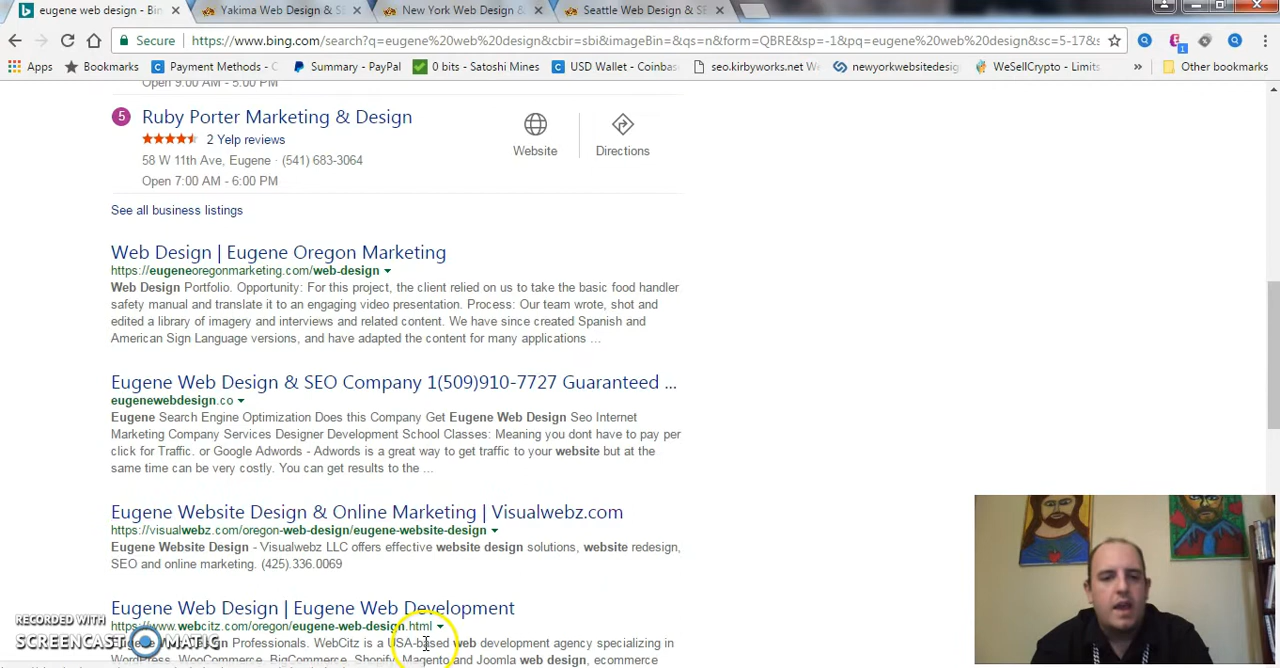 eugene web design - Bin
Yakima Web Design & SE
New York Web Design &
Seattle Web Design & SE
Secure
https://www.bing.com/search?q=eugene%20web%20design&cbir=sbi&imageBin=&qs=n&form=QBRE&sp=-1&pq=eugene%20web%20design&sc=5-17&s
1
Apps
Bookmarks
Payment Methods - C
Summary - PayPal
0 bits - Satoshi Mines
USD Wallet - Coinbas
seo.kirbyworks.net W
newyorkwebsitedesig
WeSellCrypto - Limits
»
Other bookmarks
Open 9:00 AM - 5:00 PM
5
Ruby Porter Marketing & Design
2 Yelp reviews
58 W 11th Ave, Eugene · (541) 683-3064
Open 7:00 AM - 6:00 PM
Website
Directions
See all business listings
Web Design | Eugene Oregon Marketing
https://eugeneoregonmarketing.com/web-design
Web Design Portfolio. Opportunity: For this project, the client relied on us to take the basic food handler
safety manual and translate it to an engaging video presentation. Process: Our team wrote, shot and
edited a library of imagery and interviews and related content. We have since created Spanish and
American Sign Language versions, and have adapted the content for many applications ...
Eugene Web Design & SEO Company 1(509)910-7727 Guaranteed ...
eugenewebdesign.co
Eugene Search Engine Optimization Does this Company Get Eugene Web Design Seo Internet
Marketing Company Services Designer Development School Classes: Meaning you dont have to pay per
click for Traffic. or Google Adwords - Adwords is a great way to get traffic to your website but at the
same time can be very costly. You can get results to the ...
Eugene Website Design & Online Marketing | Visualwebz.com
https://visualwebz.com/oregon-web-design/eugene-website-design
Eugene Website Design - Visualwebz LLC offers effective website design solutions, website redesign,
SEO and online marketing. (425).336.0069
Eugene Web Design | Eugene Web Development
https://www.webcitz.com/oregon/eugene-web-design.html
Professionals. WebCitz is a USA-based web development agency specializing in
WordPress, WooCommerce, BigCommerce, Shopify, Magento and Joomla web design, ecommerce
RECORDED WITH
SCREENCAST MATIC